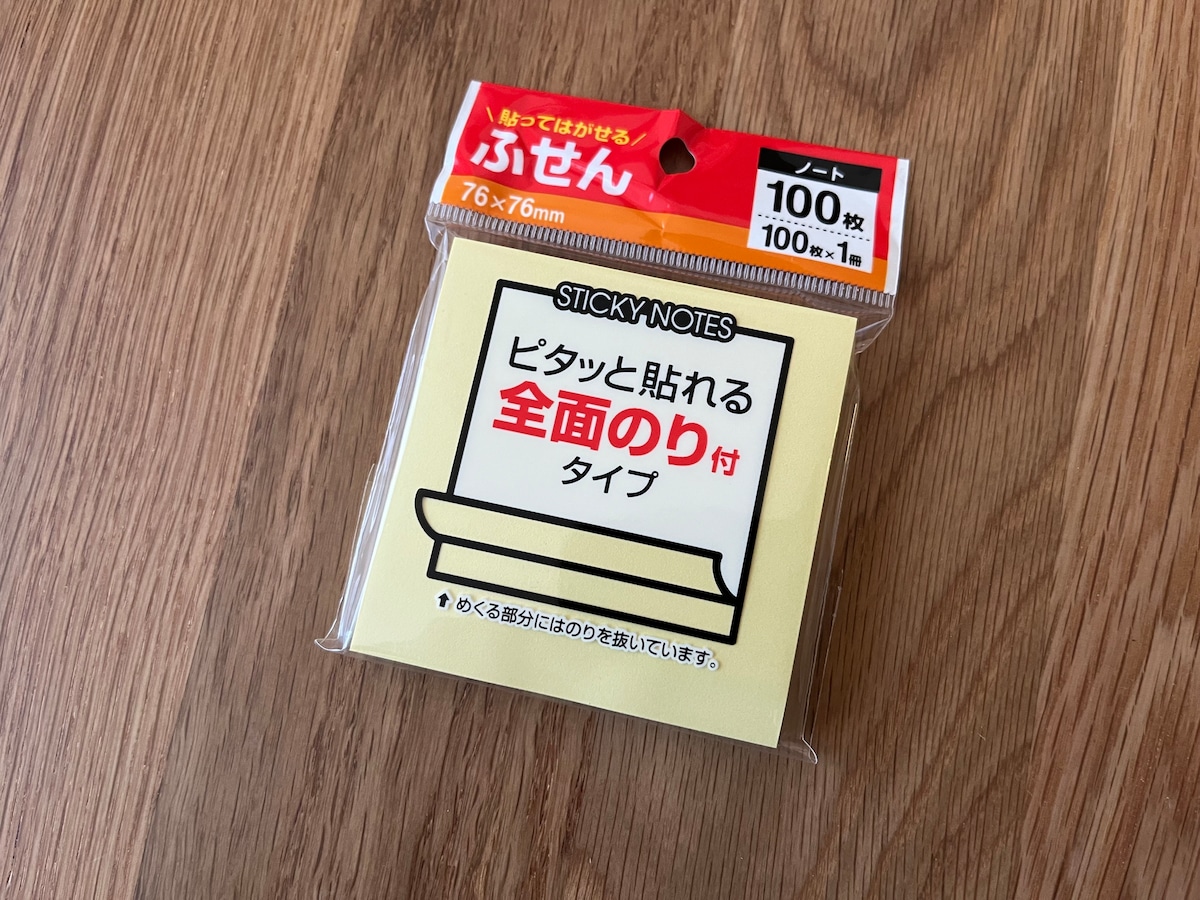 \ 貼ってはがせる /
ふせん
76×76mm
ノート
100枚
100枚×1冊
STICKY NOTES
ピタッと貼れる
全面のり付
タイプ
⬆ めくる部分にはのりを抜いています。